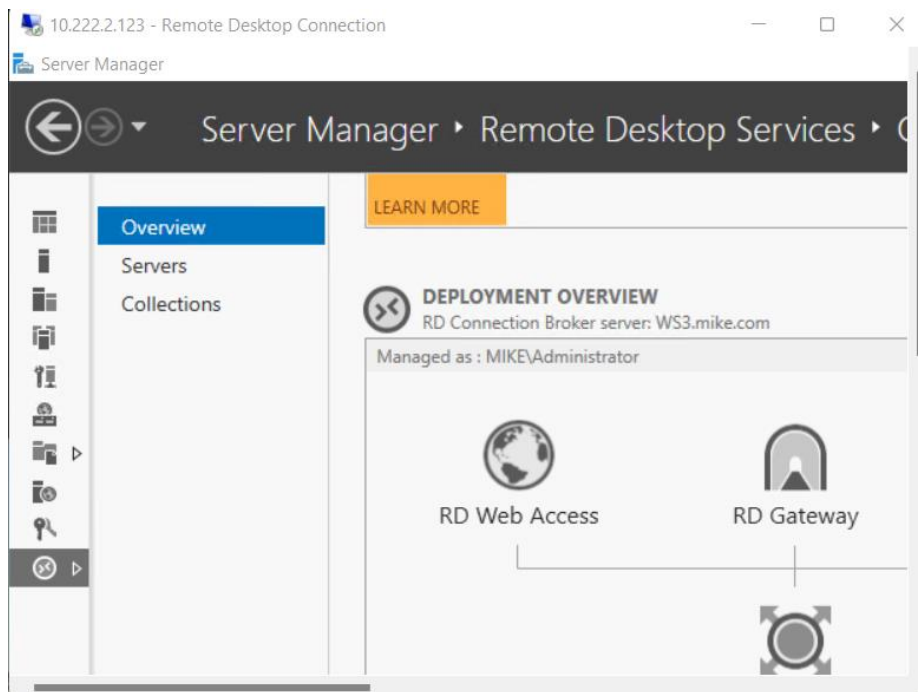 10.222.2.123 - Remote Desktop Connection
Server Manager
Server Manager ‣ Remote Desktop Services ‣
LEARN MORE
Overview
Servers
Collections
DEPLOYMENT OVERVIEW
RD Connection Broker server: WS3.mike.com
Managed as : MIKE\Administrator
RD Web Access
RD Gateway